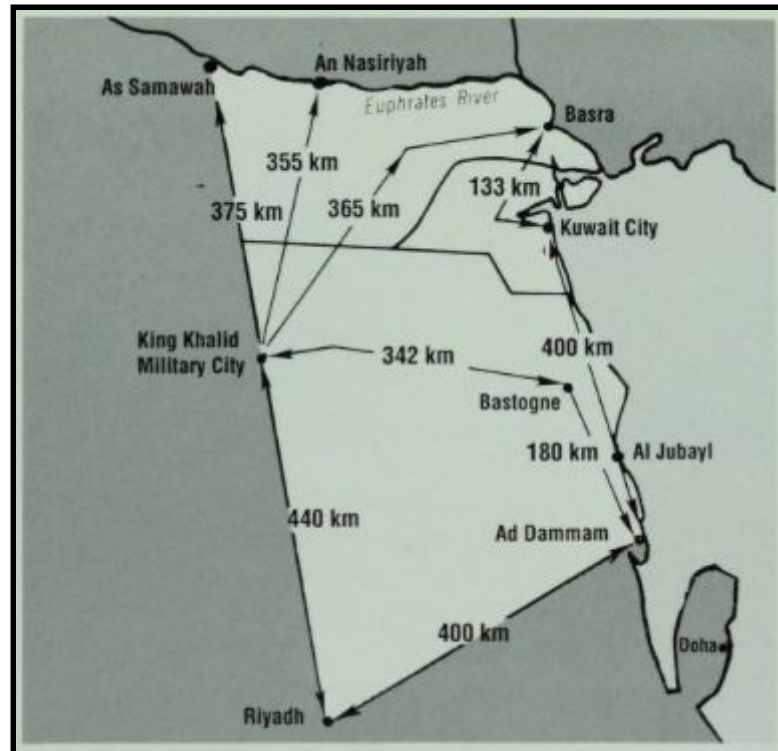 An Nasiriyah
As Samawah
Euphrates River
Basra
355 km
133 km
375 km
365 km
Kuwait City
King Khalid
Military City
342 km
400 km
Bastogne
180 km
Al Jubayl
440 km
Ad Dammam
400 km
Doha
Riyadh